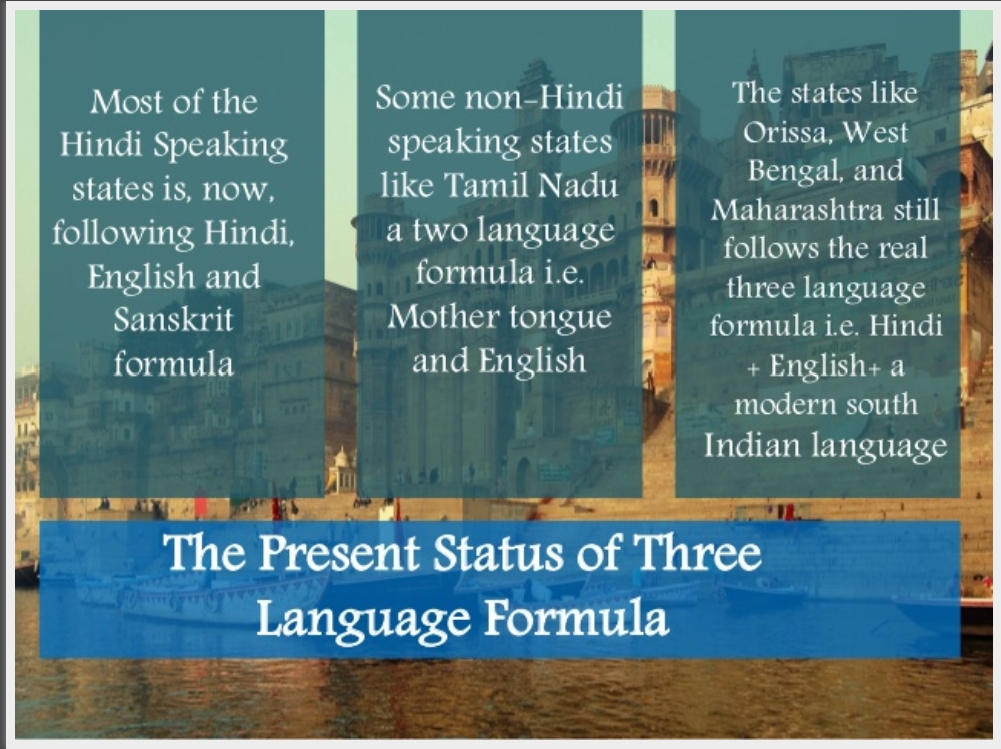 Most of the
Hindi Speaking
states is, now,
following Hindi,
English and
Sanskrit
formula
Some non-Hindi
speaking states
like Tamil Nadu
a two language
formula i.e.
Mother tongue
and English
The states like
Orissa, West
Bengal, and
Maharashtra still
follows the real
three language
formula i.e. Hindi
+ English+ a
modern south
Indian language
The Present Status of Three
Language Formula